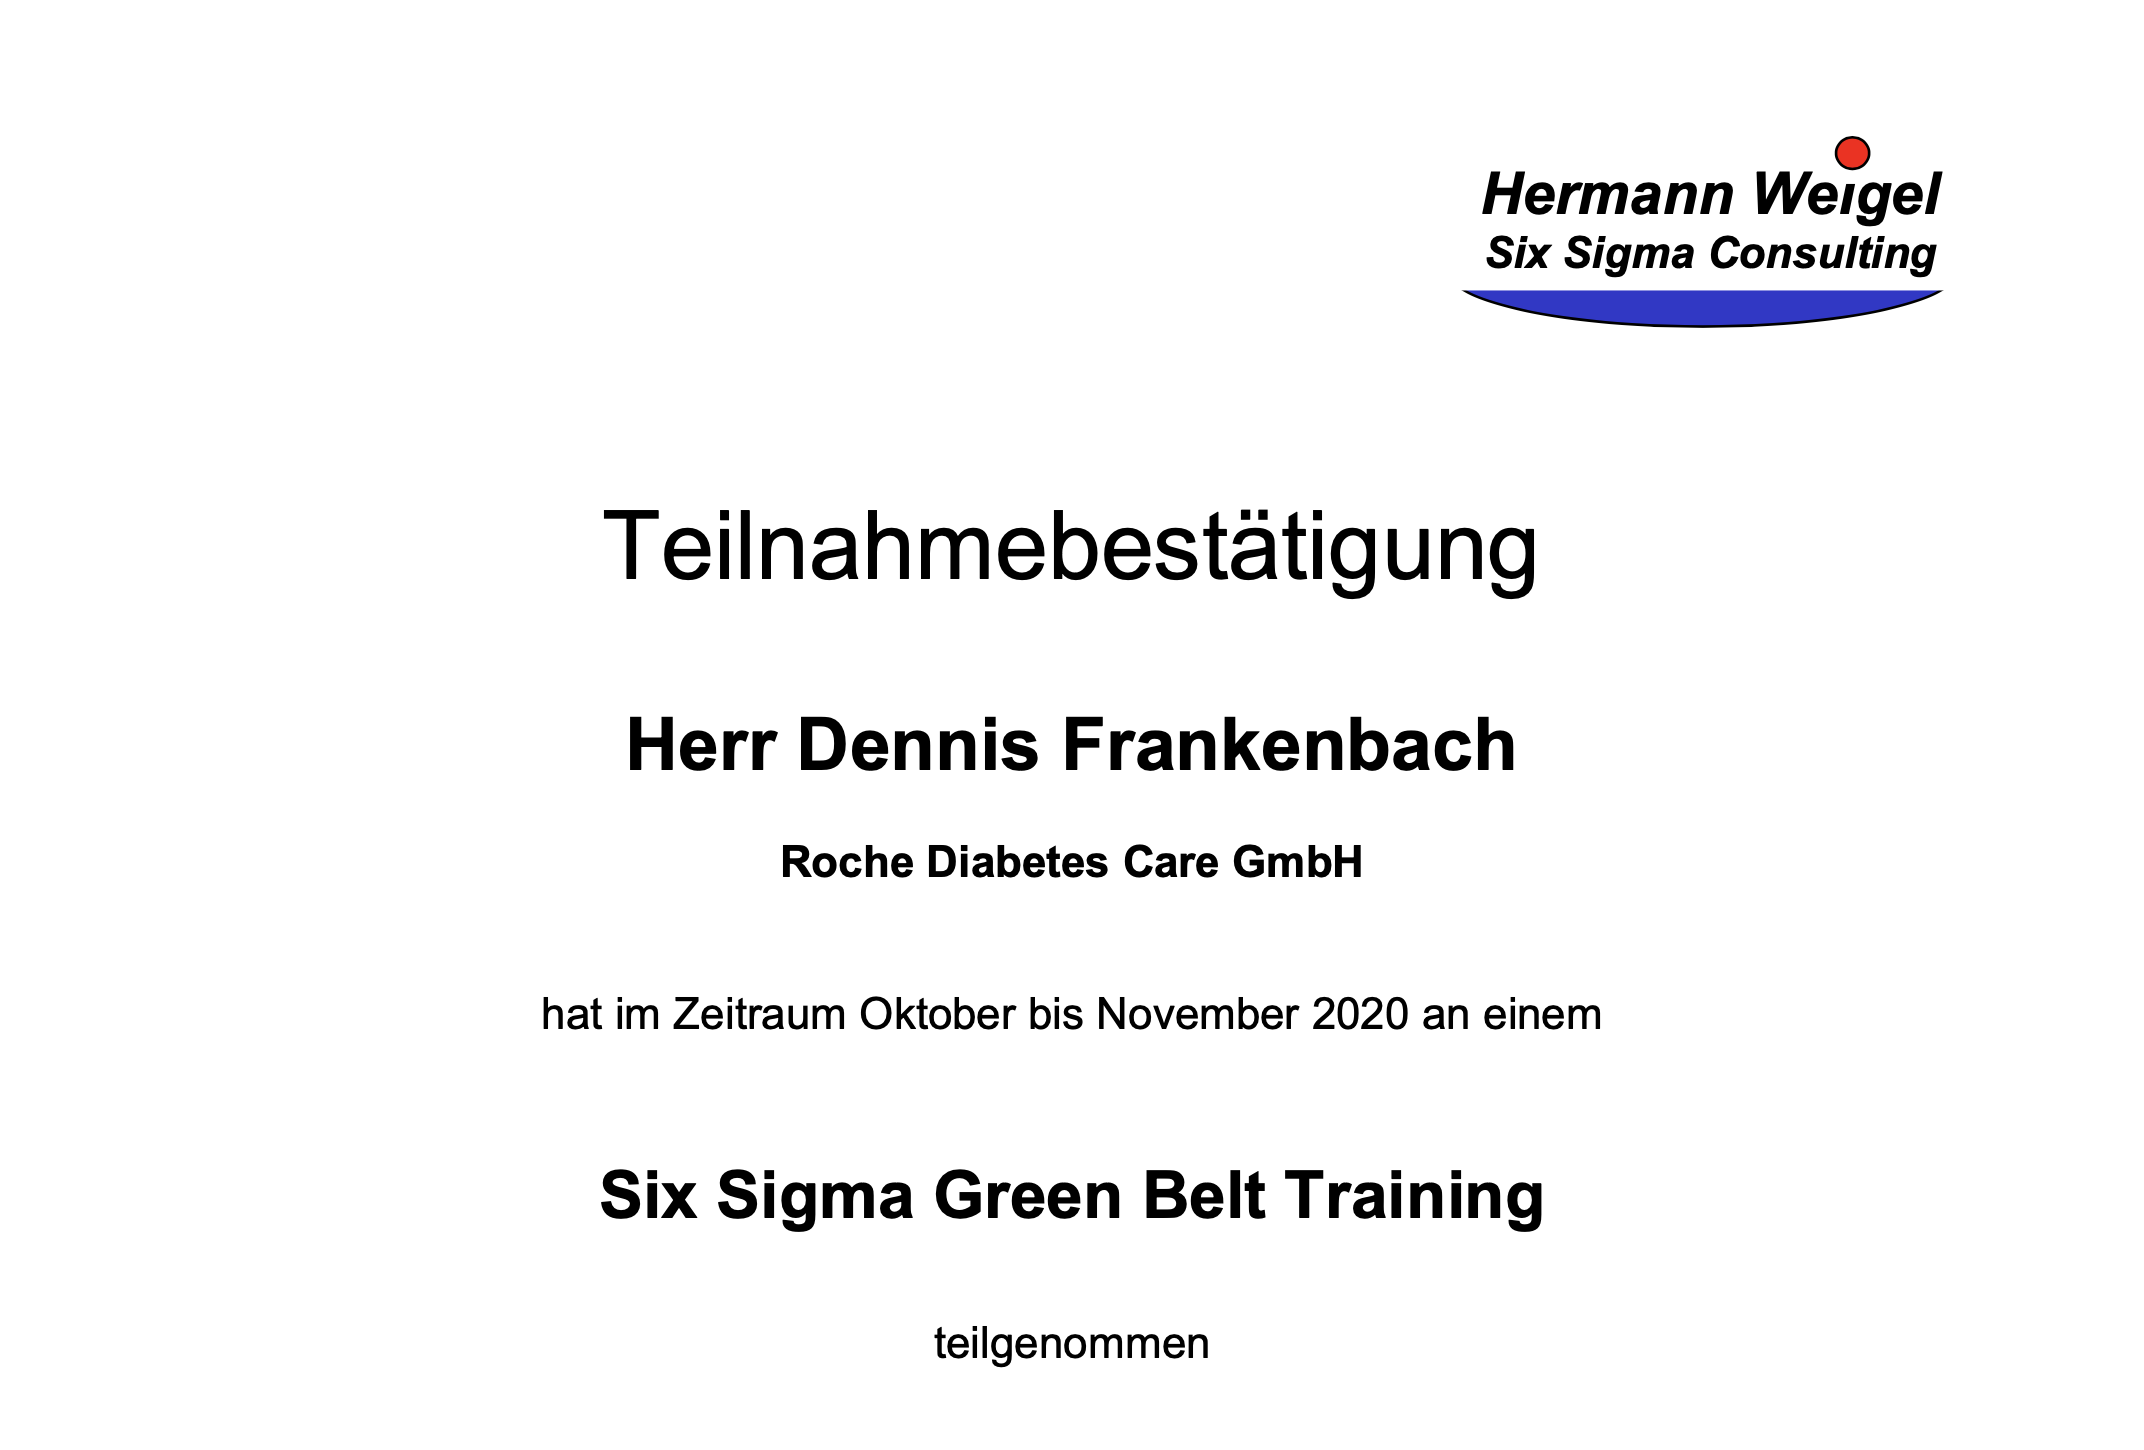 Hermann Weigel
Six Sigma Consulting
Teilnahmebestätigung
Herr Dennis Frankenbach
Roche Diabetes Care GmbH
hat im Zeitraum Oktober bis November 2020 an einem
Six Sigma Green Belt Training
teilgenommen